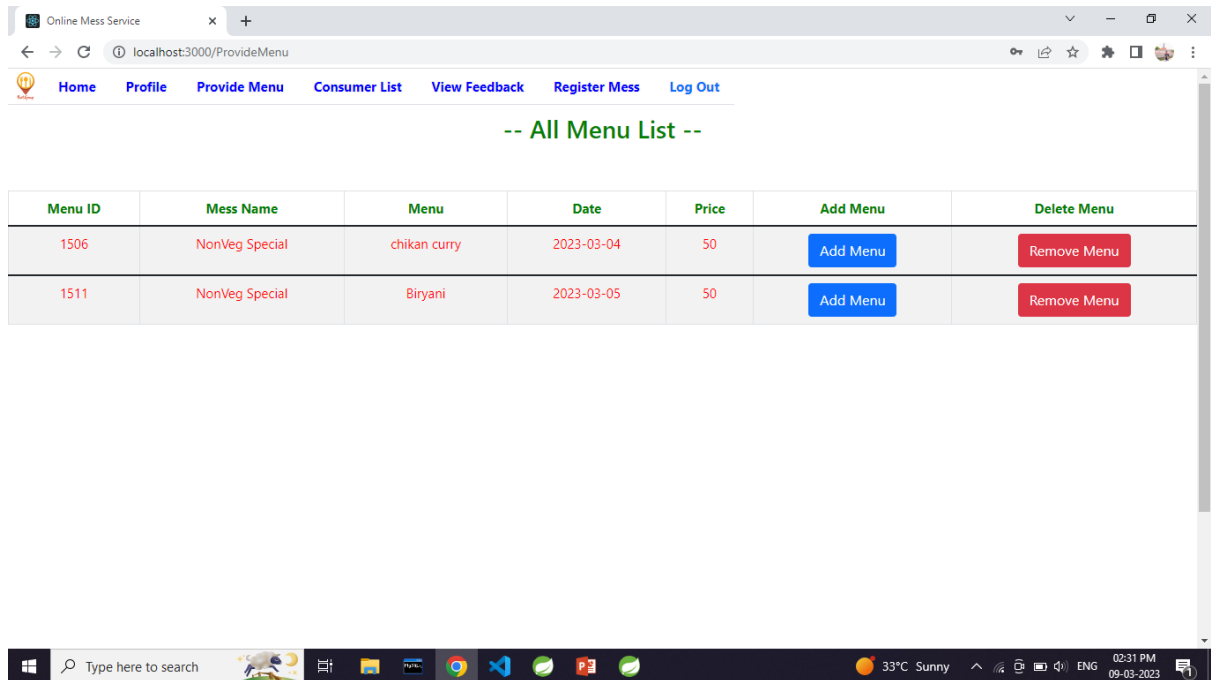 Online Mess Service
localhost:3000/ProvideMenu
Home Profile Provide Menu Consumer List View Feedback Register Mess Log Out
-- All Menu List --
Menu ID Mess Name Menu Date Price Add Menu Delete Menu
1506 NonVeg Special chikan curry 2023-03-04 50 Add Menu Remove Menu
1511 NonVeg Special Biryani 2023-03-05 50 Add Menu Remove Menu
Type here to search 33°C Sunny ENG 02:31 PM
09-03-2023